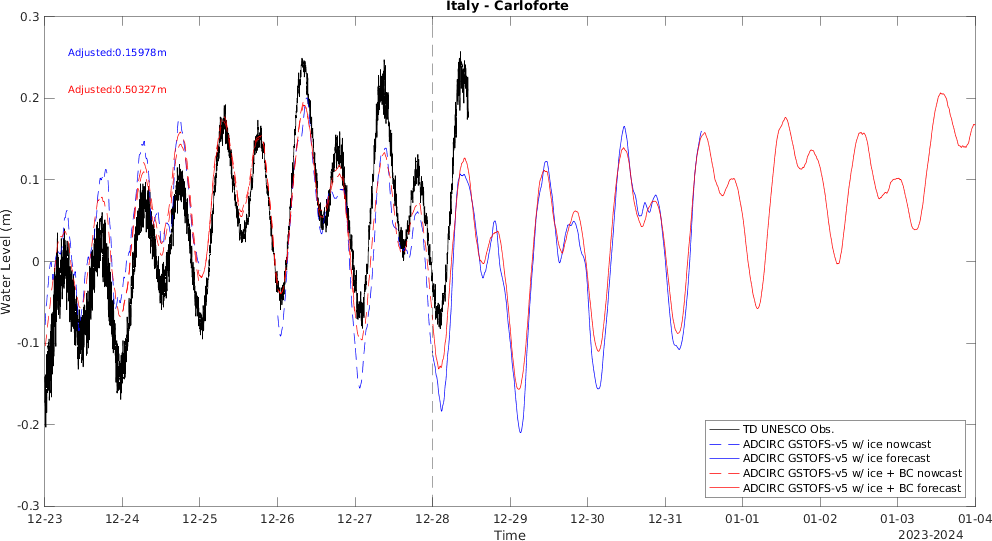 Italy - Carloforte
0.3
Adjusted:0.15978m
0.2
Adjusted:0.50327m
0.1
0
-0.1
-0.2
-0.3
Water Level (m)
TD UNESCO Obs.
ADCIRC GSTOFS-v5 w/ ice nowcast
ADCIRC GSTOFS-v5 w/ ice forecast
ADCIRC GSTOFS-v5 w/ ice + BC nowcast
ADCIRC GSTOFS-v5 w/ ice + BC forecast
12-23 12-24 12-25 12-26 12-27 12-28 12-29 12-30 12-31 01-01 01-02 01-03 01-04
Time
2023-2024